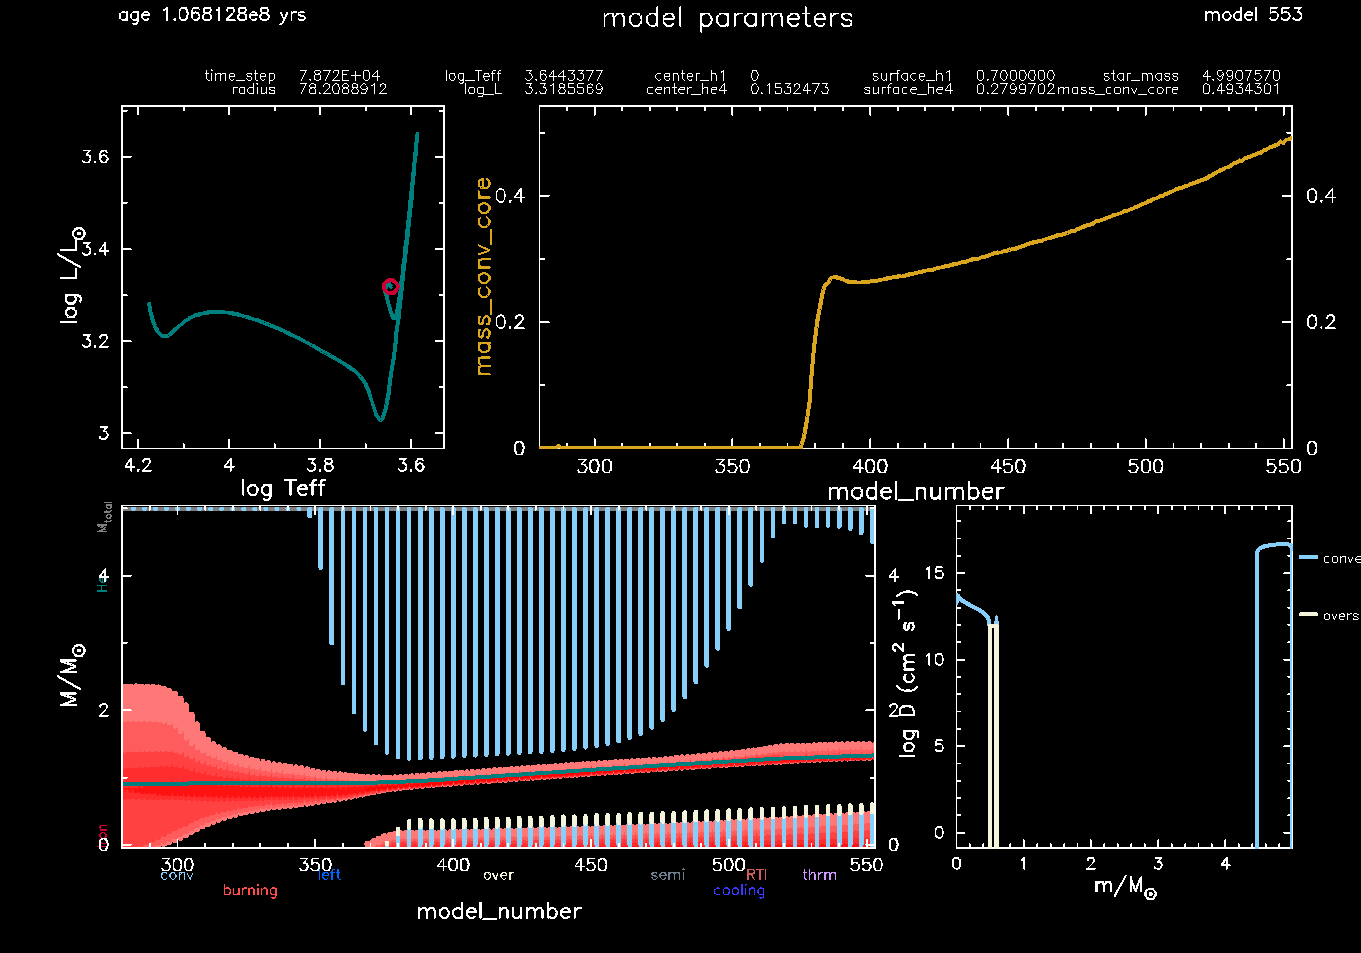 age 1.068128e8 yrs model parameters model 553
time_step 7.872E+04 log_Teff 3.6443377 center_h1 0 surface_h1 0.7000000 star_mass 4.9907570
radius 78.2088912 log_L 3.3185569 center_he4 0.1532473 surface_he4 0.2799702 mass_conv_core 0.4934301
log L/L⊙
3.6
3.4
3.2
3
4.2 4 3.8 3.6
log Teff
mass_conv_core
0.4 0.4
0.2 0.2
0 0
300 350 400 450 500 550
model_number
M/M⊙
Mtotal
He
4 4
2 2
0 0
300 350 400 450 500 550
conv left over semi RTI thrm
burning cooling
model_number
log D (cm² s⁻¹)
15
10
5
0
0 1 2 3 4
m/M⊙
conve
overs